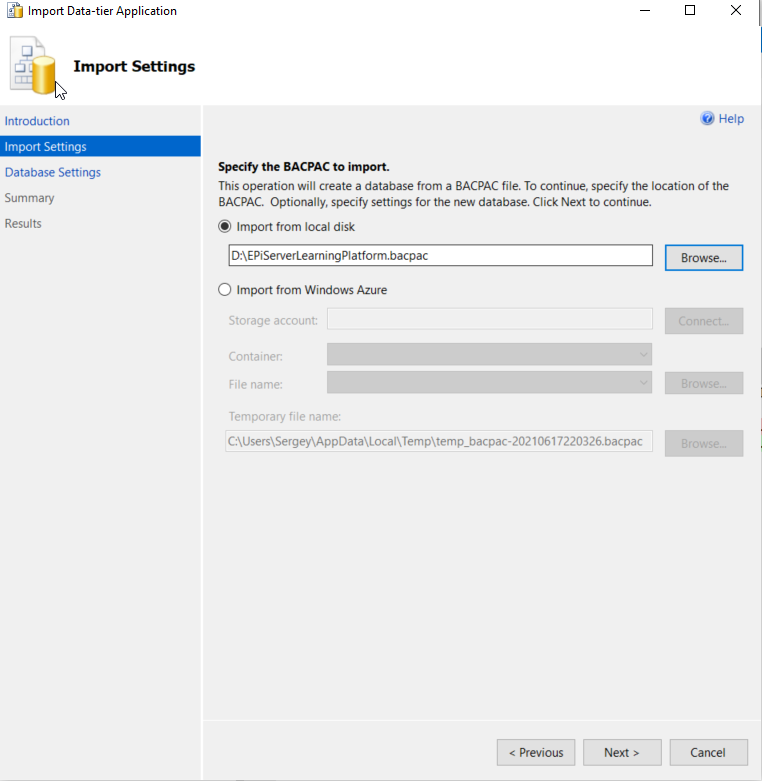 Import Data-tier Application
Import Settings
Introduction
Import Settings
Database Settings
Summary
Results
Help
Specify the BACPAC to import.
This operation will create a database from a BACPAC file. To continue, specify the location of the
BACPAC.  Optionally, specify settings for the new database. Click Next to continue.
Import from local disk
D:\EPiServerLearningPlatform.bacpac
Browse...
Import from Windows Azure
Storage account:
Connect...
Container:
File name:
Browse...
Temporary file name:
C:\Users\Sergey\AppData\Local\Temp\temp_bacpac-20210617220326.bacpac
Browse...
< Previous
Next >
Cancel